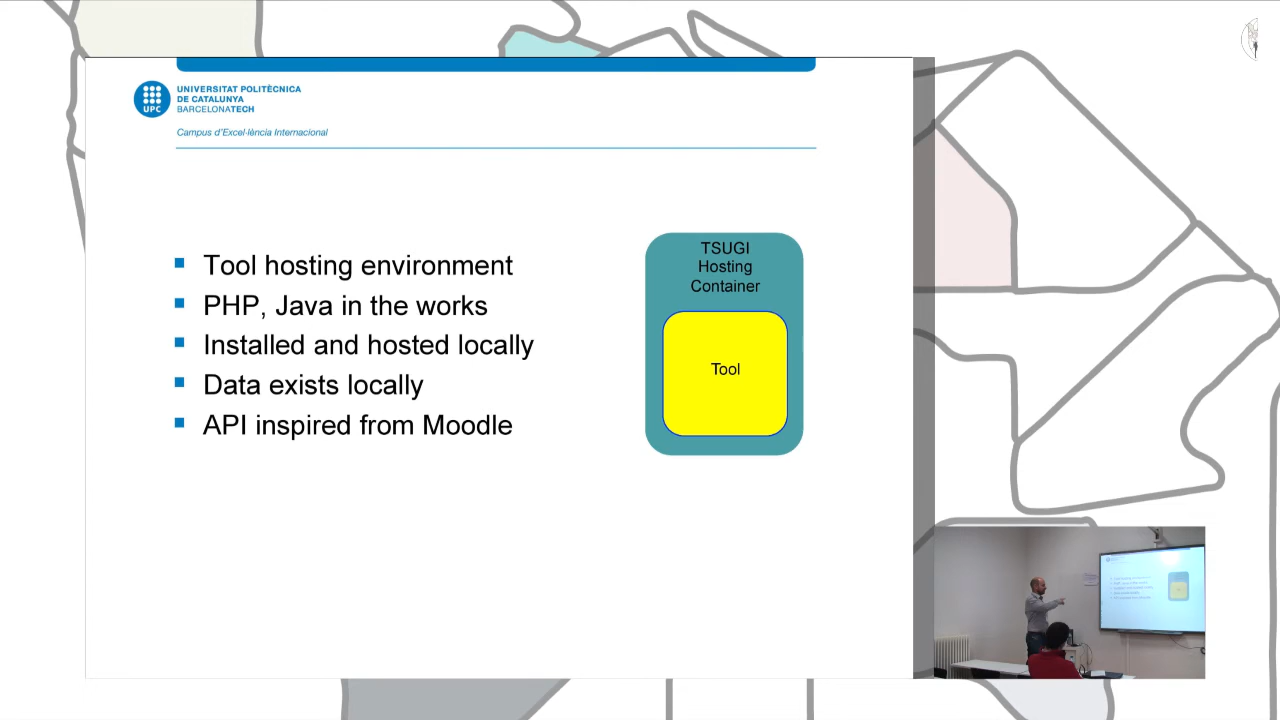 UNIVERSITAT POLITÈCNICA
DE CATALUNYA
BARCELONATECH
UPC
Campus d'Excel·lència Internacional
Tool hosting environment
PHP, Java in the works
Installed and hosted locally
Data exists locally
API inspired from Moodle
TSUGI
Hosting
Container
Tool